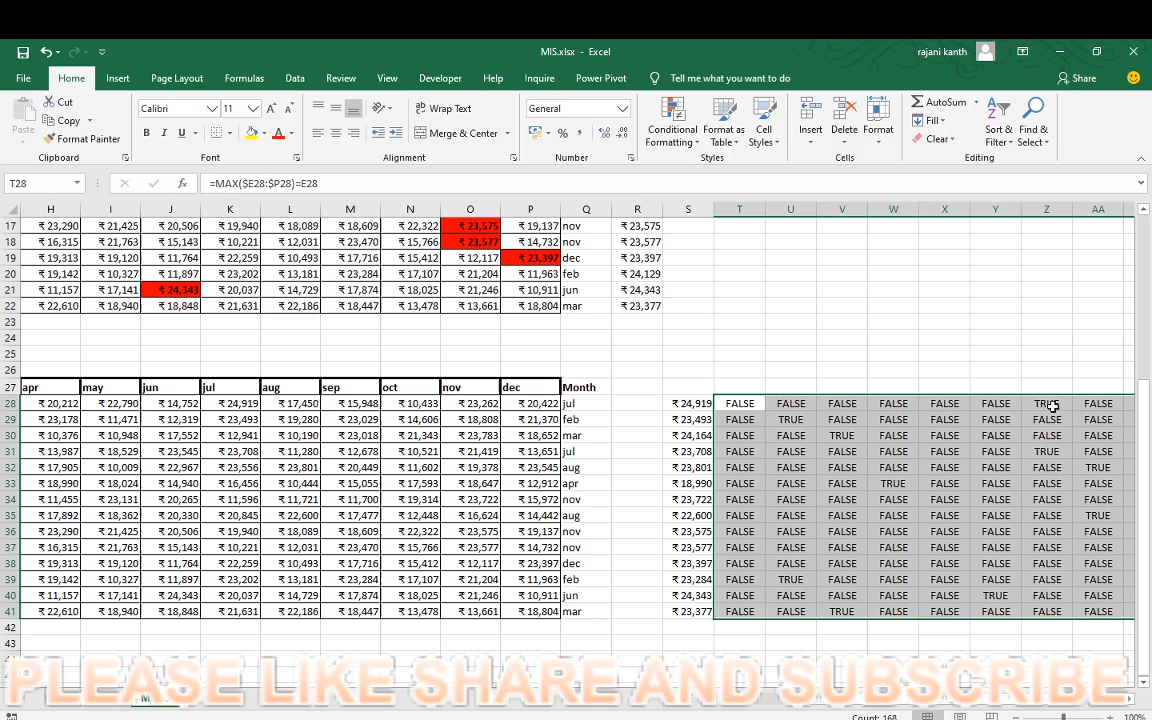 MIS.xlsx - Excel
rajani kanth
File Home Insert Page Layout Formulas Data Review View Developer Help Inquire Power Pivot Tell me what you want to do Share
Paste Cut Copy Format Painter Clipboard
Calibri 11 B I U A Font
Wrap Text Merge & Center Alignment
General % , Number
Conditional Formatting Format as Table Cell Styles Styles
Insert Delete Format Cells
AutoSum Fill Clear Sort & Filter Find & Select Editing
T28 fx =MAX($E28:$P28)=E28
H I J K L M N O P Q R S T U V W X Y Z AA
17 ₹ 23,290 ₹ 21,425 ₹ 20,506 ₹ 19,940 ₹ 18,089 ₹ 18,609 ₹ 22,322 ₹ 23,575 ₹ 19,137 nov ₹ 23,575
18 ₹ 16,315 ₹ 21,763 ₹ 15,143 ₹ 10,221 ₹ 12,031 ₹ 23,470 ₹ 15,766 ₹ 23,577 ₹ 14,732 nov ₹ 23,577
19 ₹ 19,313 ₹ 19,120 ₹ 11,764 ₹ 22,259 ₹ 10,493 ₹ 17,716 ₹ 15,412 ₹ 12,117 ₹ 23,397 dec ₹ 23,397
20 ₹ 19,142 ₹ 10,327 ₹ 11,897 ₹ 23,202 ₹ 13,181 ₹ 23,284 ₹ 17,107 ₹ 21,204 ₹ 11,963 feb ₹ 24,129
21 ₹ 11,157 ₹ 17,141 ₹ 24,343 ₹ 20,037 ₹ 14,729 ₹ 17,874 ₹ 18,025 ₹ 21,246 ₹ 10,911 jun ₹ 24,343
22 ₹ 22,610 ₹ 18,940 ₹ 18,848 ₹ 21,631 ₹ 22,186 ₹ 18,447 ₹ 13,478 ₹ 13,661 ₹ 18,804 mar ₹ 23,377
23
24
25
26
27 apr may jun jul aug sep oct nov dec Month
28 ₹ 20,212 ₹ 22,790 ₹ 14,752 ₹ 24,919 ₹ 17,450 ₹ 15,948 ₹ 10,433 ₹ 23,262 ₹ 20,422 jul ₹ 24,919 FALSE FALSE FALSE FALSE FALSE FALSE FALSE
29 ₹ 23,178 ₹ 11,471 ₹ 12,319 ₹ 23,493 ₹ 19,280 ₹ 23,029 ₹ 14,606 ₹ 18,808 ₹ 21,370 feb ₹ 23,493 FALSE TRUE FALSE FALSE FALSE FALSE FALSE FALSE
30 ₹ 10,376 ₹ 10,948 ₹ 17,552 ₹ 12,941 ₹ 90,190 ₹ 23,018 ₹ 21,343 ₹ 23,783 ₹ 18,652 mar ₹ 24,164 FALSE FALSE TRUE FALSE FALSE FALSE FALSE FALSE
31 ₹ 13,987 ₹ 18,529 ₹ 13,545 ₹ 23,708 ₹ 11,280 ₹ 12,678 ₹ 10,521 ₹ 21,419 ₹ 13,651 jul ₹ 23,708 FALSE FALSE FALSE FALSE FALSE FALSE TRUE FALSE
32 ₹ 17,905 ₹ 10,009 ₹ 22,967 ₹ 23,556 ₹ 23,801 ₹ 20,449 ₹ 11,602 ₹ 19,378 ₹ 23,545 aug ₹ 23,801 FALSE FALSE FALSE FALSE FALSE FALSE FALSE TRUE
33 ₹ 18,990 ₹ 18,024 ₹ 14,940 ₹ 16,456 ₹ 10,444 ₹ 15,055 ₹ 17,593 ₹ 18,647 ₹ 12,912 apr ₹ 18,990 FALSE FALSE FALSE TRUE FALSE FALSE FALSE FALSE
34 ₹ 11,455 ₹ 23,131 ₹ 20,265 ₹ 11,596 ₹ 11,721 ₹ 11,700 ₹ 19,314 ₹ 23,722 ₹ 15,972 nov ₹ 23,722 FALSE FALSE FALSE FALSE FALSE FALSE FALSE FALSE
35 ₹ 17,892 ₹ 18,362 ₹ 20,330 ₹ 20,845 ₹ 22,600 ₹ 17,477 ₹ 12,448 ₹ 16,624 ₹ 14,442 aug ₹ 22,600 FALSE FALSE FALSE FALSE FALSE FALSE FALSE TRUE
36 ₹ 23,290 ₹ 21,425 ₹ 20,506 ₹ 19,940 ₹ 18,089 ₹ 18,609 ₹ 22,322 ₹ 23,575 ₹ 19,137 nov ₹ 23,575 FALSE FALSE FALSE FALSE FALSE FALSE FALSE FALSE
37 ₹ 16,315 ₹ 21,763 ₹ 15,143 ₹ 10,221 ₹ 12,031 ₹ 23,470 ₹ 15,766 ₹ 23,577 ₹ 14,732 nov ₹ 23,577 FALSE FALSE FALSE FALSE FALSE FALSE FALSE FALSE
38 ₹ 19,313 ₹ 19,120 ₹ 11,764 ₹ 22,259 ₹ 10,493 ₹ 17,716 ₹ 15,412 ₹ 12,117 ₹ 23,397 dec ₹ 23,397 FALSE FALSE FALSE FALSE FALSE FALSE FALSE FALSE
39 ₹ 19,142 ₹ 10,327 ₹ 11,897 ₹ 23,202 ₹ 13,181 ₹ 23,284 ₹ 17,107 ₹ 21,204 ₹ 11,963 feb ₹ 23,284 FALSE TRUE FALSE FALSE FALSE FALSE FALSE FALSE
40 ₹ 11,157 ₹ 17,141 ₹ 24,343 ₹ 20,037 ₹ 14,729 ₹ 17,874 ₹ 18,025 ₹ 21,246 ₹ 10,911 jun ₹ 24,343 FALSE FALSE FALSE FALSE FALSE TRUE FALSE FALSE
41 ₹ 22,610 ₹ 18,940 ₹ 18,848 ₹ 21,631 ₹ 22,186 ₹ 18,447 ₹ 13,478 ₹ 13,661 ₹ 18,804 mar ₹ 23,377 FALSE FALSE TRUE FALSE FALSE FALSE FALSE FALSE
42
43
PLEASE LIKE SHARE AND SUBSCRIBE
Count: 168 100%